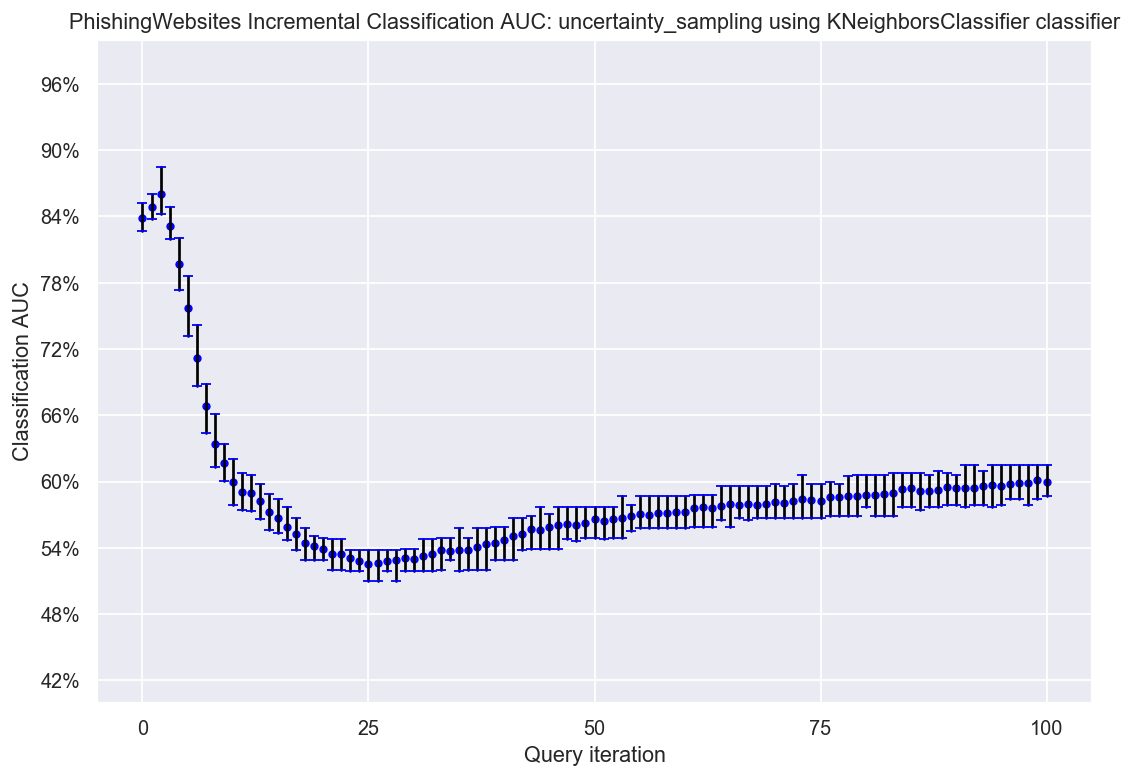 PhishingWebsites Incremental Classification AUC: uncertainty_sampling using KNeighborsClassifier classifier
96%
90%
84%
78%
72%
66%
60%
54%
48%
42%
Classification AUC
0 25 50 75 100
Query iteration